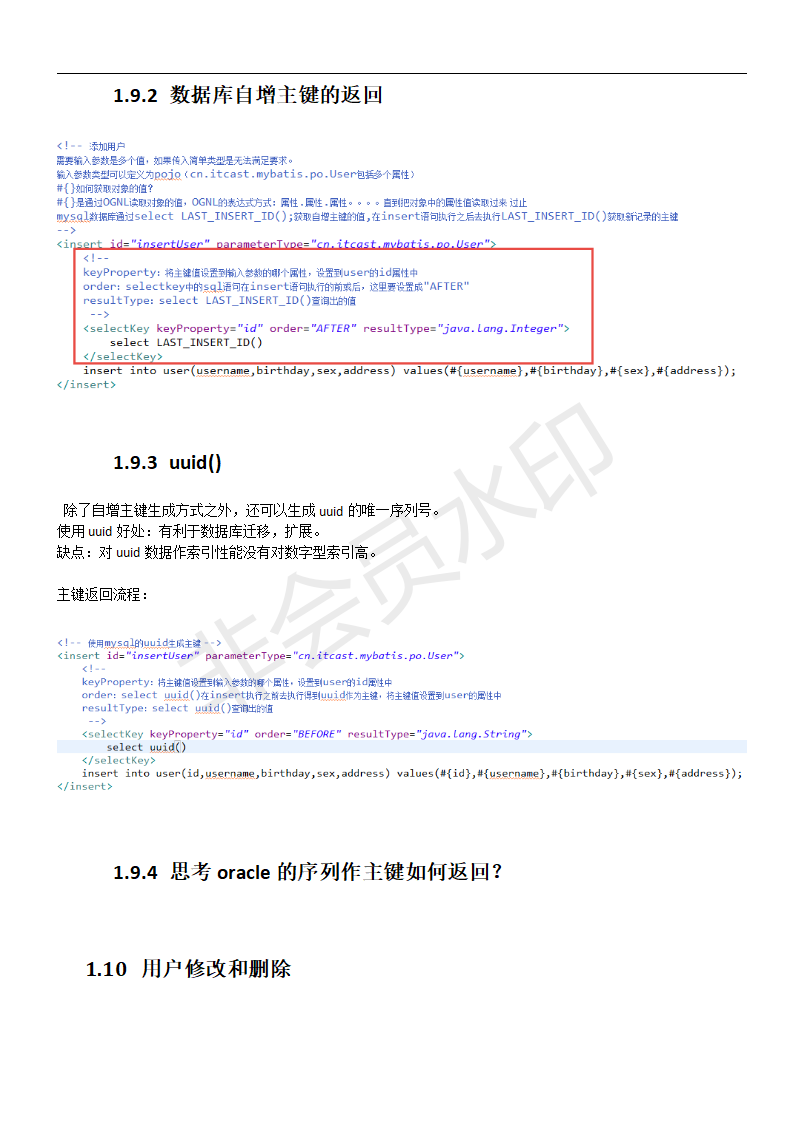 1.9.2 数据库自增主键的返回
<!-- 添加用户
需要输入参数是多个值，如果传入简单类型是无法满足要求。
输入参数类型可以定义为pojo（cn.itcast.mybatis.po.User包括多个属性）
#{}如何获取对象的值？
#{}是通过OGNL读取对象的值，OGNL的表达式方式：属性.属性.属性。。。。直到把对象中的属性值读取过来 过止
mysql数据库通过select LAST_INSERT_ID();获取自增主键的值,在insert语句执行之后去执行LAST_INSERT_ID()获取新记录的主键
-->
<insert id="insertUser" parameterType="cn.itcast.mybatis.po.User">
<!--
keyProperty：将主键值设置到输入参数的哪个属性，设置到user的id属性中
order：selectkey中的sql语句在insert语句执行的前或后，这里要设置成"AFTER"
resultType：select LAST_INSERT_ID()查询出的值
-->
<selectKey keyProperty="id" order="AFTER" resultType="java.lang.Integer">
select LAST_INSERT_ID()
</selectKey>
insert into user(username,birthday,sex,address) values(#{username},#{birthday},#{sex},#{address});
</insert>
1.9.3 uuid()
除了自增主键生成方式之外，还可以生成 uuid 的唯一序列号。
使用 uuid 好处：有利于数据库迁移，扩展。
缺点：对 uuid 数据作索引性能没有对数字型索引高。
主键返回流程：
<!-- 使用mysql的uuid生成主键 -->
<insert id="insertUser" parameterType="cn.itcast.mybatis.po.User">
<!--
keyProperty：将主键值设置到输入参数的哪个属性，设置到user的id属性中
order：select uuid()在insert执行之前去执行得到uuid作为主键，将主键值设置到user的属性中
resultType：select uuid()查询出的值
-->
<selectKey keyProperty="id" order="BEFORE" resultType="java.lang.String">
select uuid()
</selectKey>
insert into user(id,username,birthday,sex,address) values(#{id},#{username},#{birthday},#{sex},#{address});
</insert>
1.9.4 思考 oracle 的序列作主键如何返回？
1.10 用户修改和删除
非会员水印